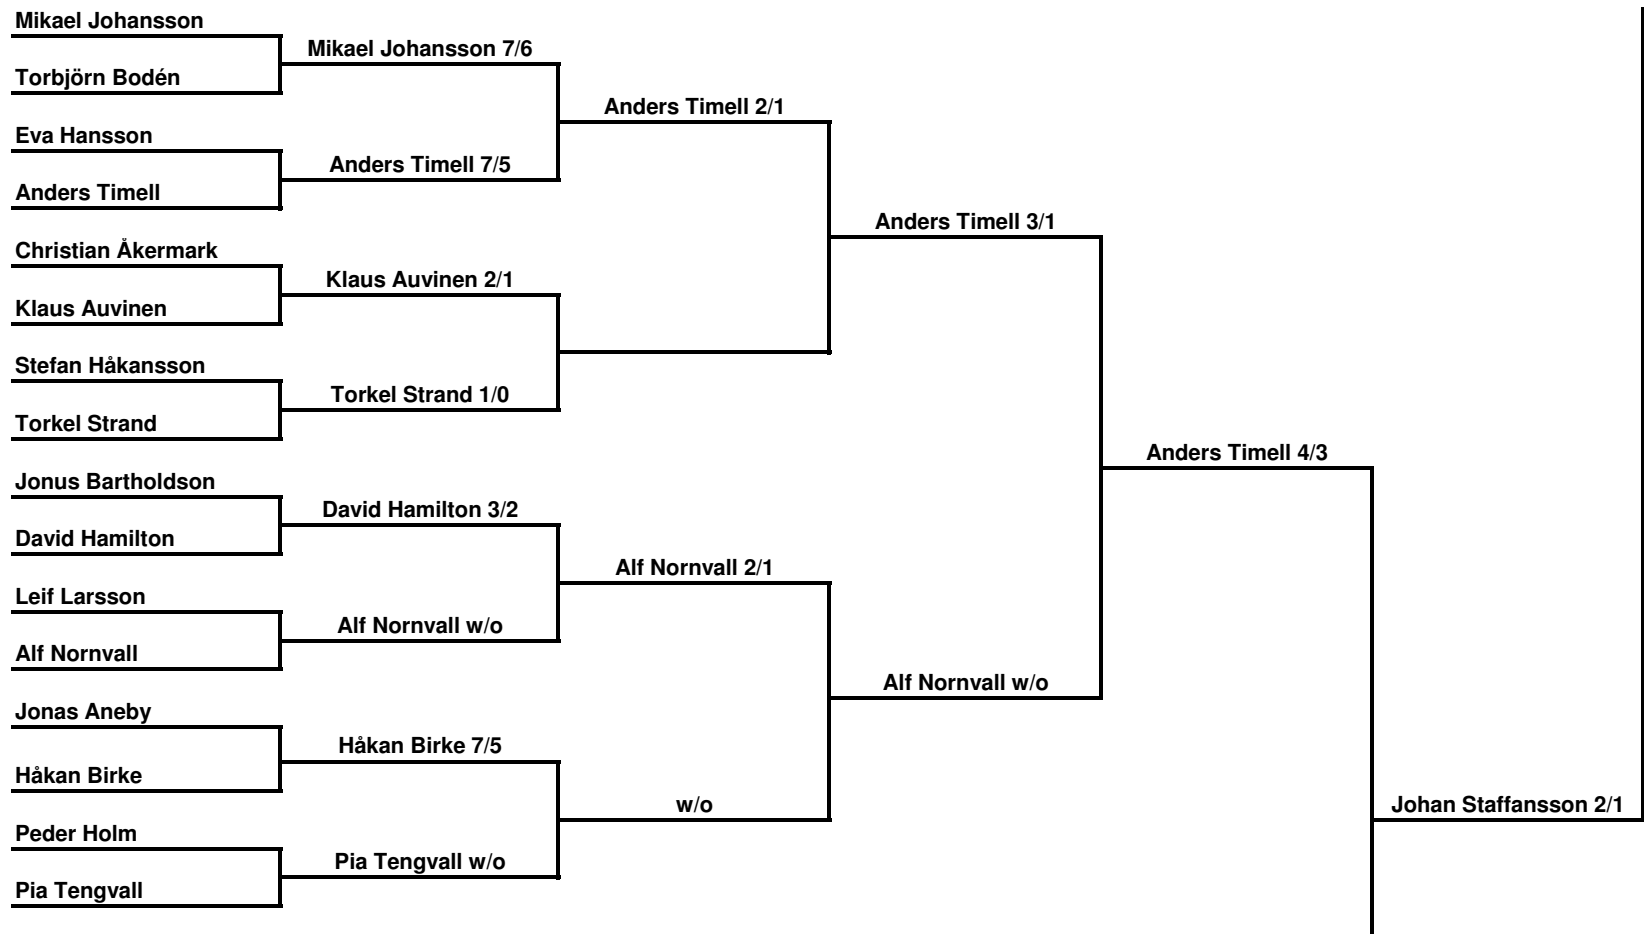 Mikael Johansson
Mikael Johansson 7/6
Torbjörn Bodén
Anders Timell 2/1
Eva Hansson
Anders Timell 7/5
Anders Timell
Anders Timell 3/1
Christian Åkermark
Klaus Auvinen 2/1
Klaus Auvinen
Stefan Håkansson
Torkel Strand 1/0
Torkel Strand
Anders Timell 4/3
Jonus Bartholdson
David Hamilton 3/2
David Hamilton
Alf Nornvall 2/1
Leif Larsson
Alf Nornvall w/o
Alf Nornvall
Alf Nornvall w/o
Jonas Aneby
Håkan Birke 7/5
Håkan Birke
w/o
Johan Staffansson 2/1
Peder Holm
Pia Tengvall w/o
Pia Tengvall